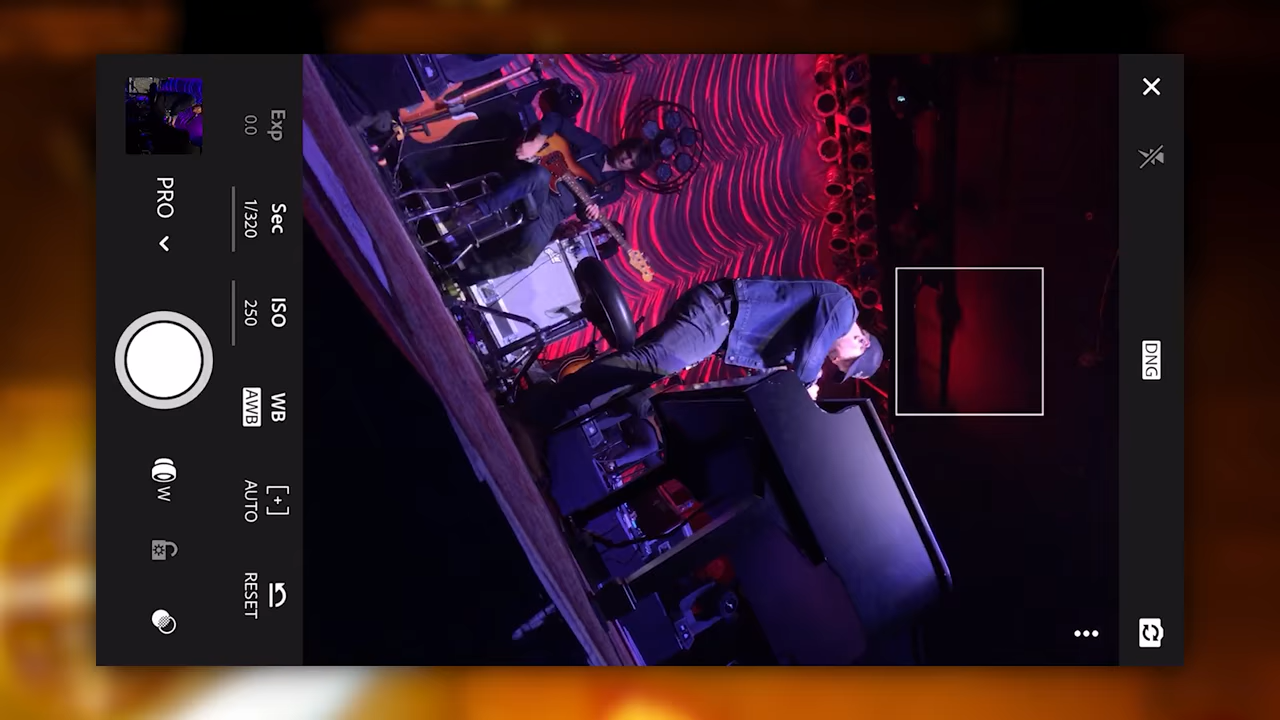 DNG
Exp
0.0
Sec
1/320
ISO
250
WB
AWB
[+]
AUTO
RESET
PRO
W